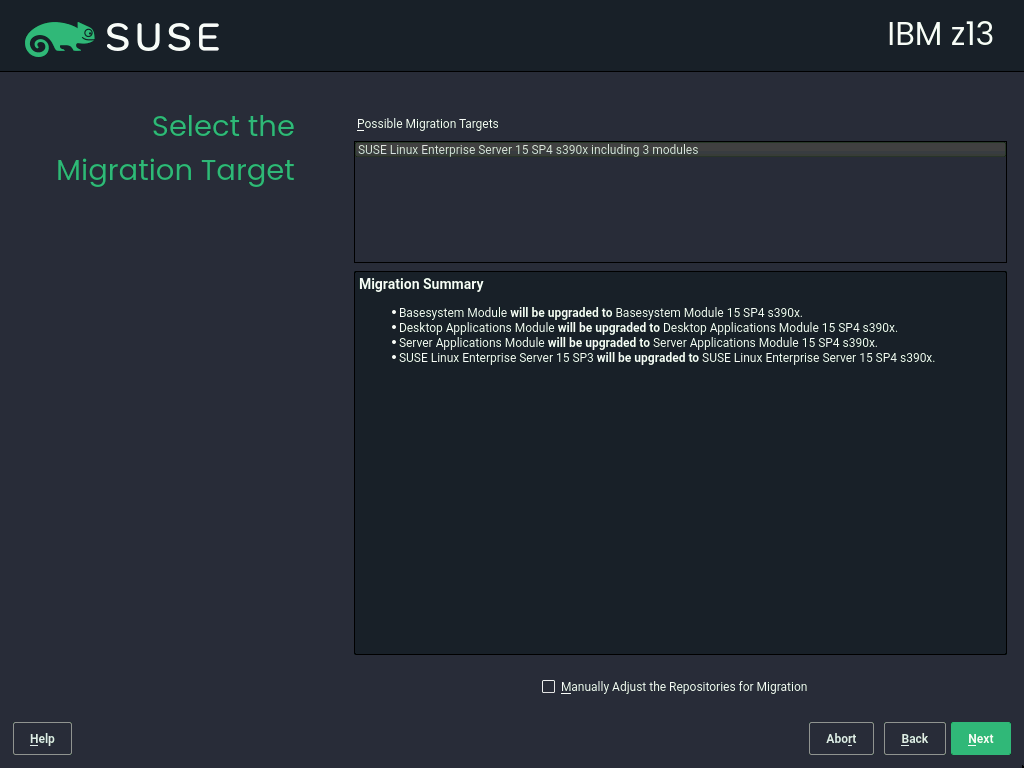 SUSE
IBM z13
Select the
Migration Target
Possible Migration Targets
SUSE Linux Enterprise Server 15 SP4 s390x including 3 modules
Migration Summary
• Basesystem Module will be upgraded to Basesystem Module 15 SP4 s390x.
• Desktop Applications Module will be upgraded to Desktop Applications Module 15 SP4 s390x.
• Server Applications Module will be upgraded to Server Applications Module 15 SP4 s390x.
• SUSE Linux Enterprise Server 15 SP3 will be upgraded to SUSE Linux Enterprise Server 15 SP4 s390x.
Manually Adjust the Repositories for Migration
Help
Abort
Back
Next